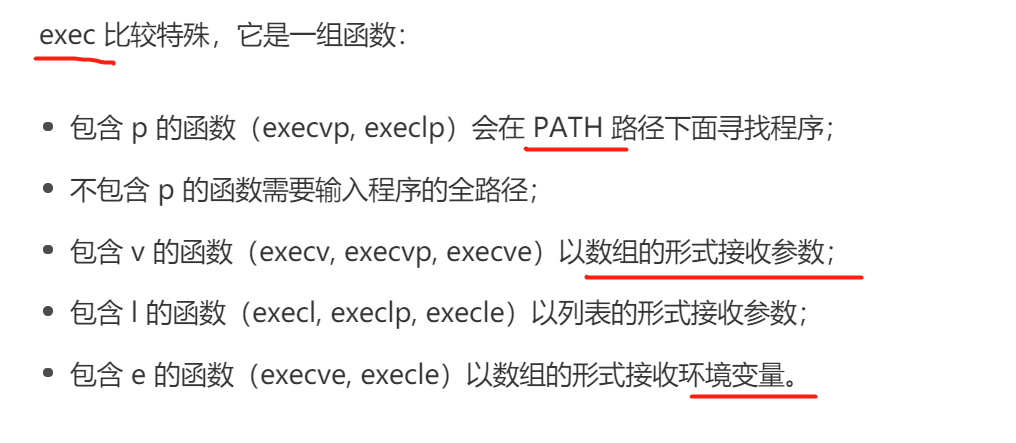 exec 比较特殊，它是一组函数：
包含 p 的函数（execvp, execlp）会在 PATH 路径下面寻找程序；
不包含 p 的函数需要输入程序的全路径；
包含 v 的函数（execv, execvp, execve）以数组的形式接收参数；
包含 l 的函数（execl, execlp, execle）以列表的形式接收参数；
包含 e 的函数（execve, execle）以数组的形式接收环境变量。